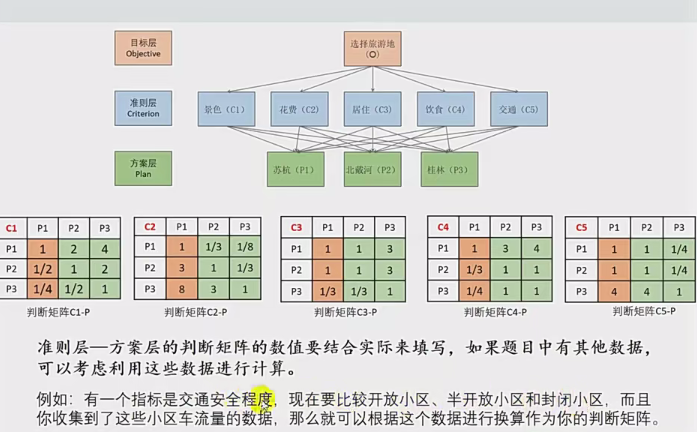 目标层
Objective
选择旅游地
(O)
准则层
Criterion
景色(C1)
花费(C2)
居住(C3)
饮食(C4)
交通(C5)
方案层
Plan
苏杭(P1)
北戴河(P2)
桂林(P3)
C1 P1 P2 P3
P1 1 2 4
P2 1/2 1 2
P3 1/4 1/2 1
判断矩阵C1-P
C2 P1 P2 P3
P1 1 1/3 1/8
P2 3 1 1/3
P3 8 3 1
判断矩阵C2-P
C3 P1 P2 P3
P1 1 1 3
P2 1 1 3
P3 1/3 1/3 1
判断矩阵C3-P
C4 P1 P2 P3
P1 1 3 4
P2 1/3 1 1
P3 1/4 1 1
判断矩阵C4-P
C5 P1 P2 P3
P1 1 1 1/4
P2 1 1 1/4
P3 4 4 1
判断矩阵C5-P
准则层—方案层的判断矩阵的数值要结合实际来填写，如果题目中有其他数据，
可以考虑利用这些数据进行计算。
例如：有一个指标是交通安全程度，现在要比较开放小区、半开放小区和封闭小区，而且
你收集到了这些小区车流量的数据，那么就可以根据这个数据进行换算作为你的判断矩阵。